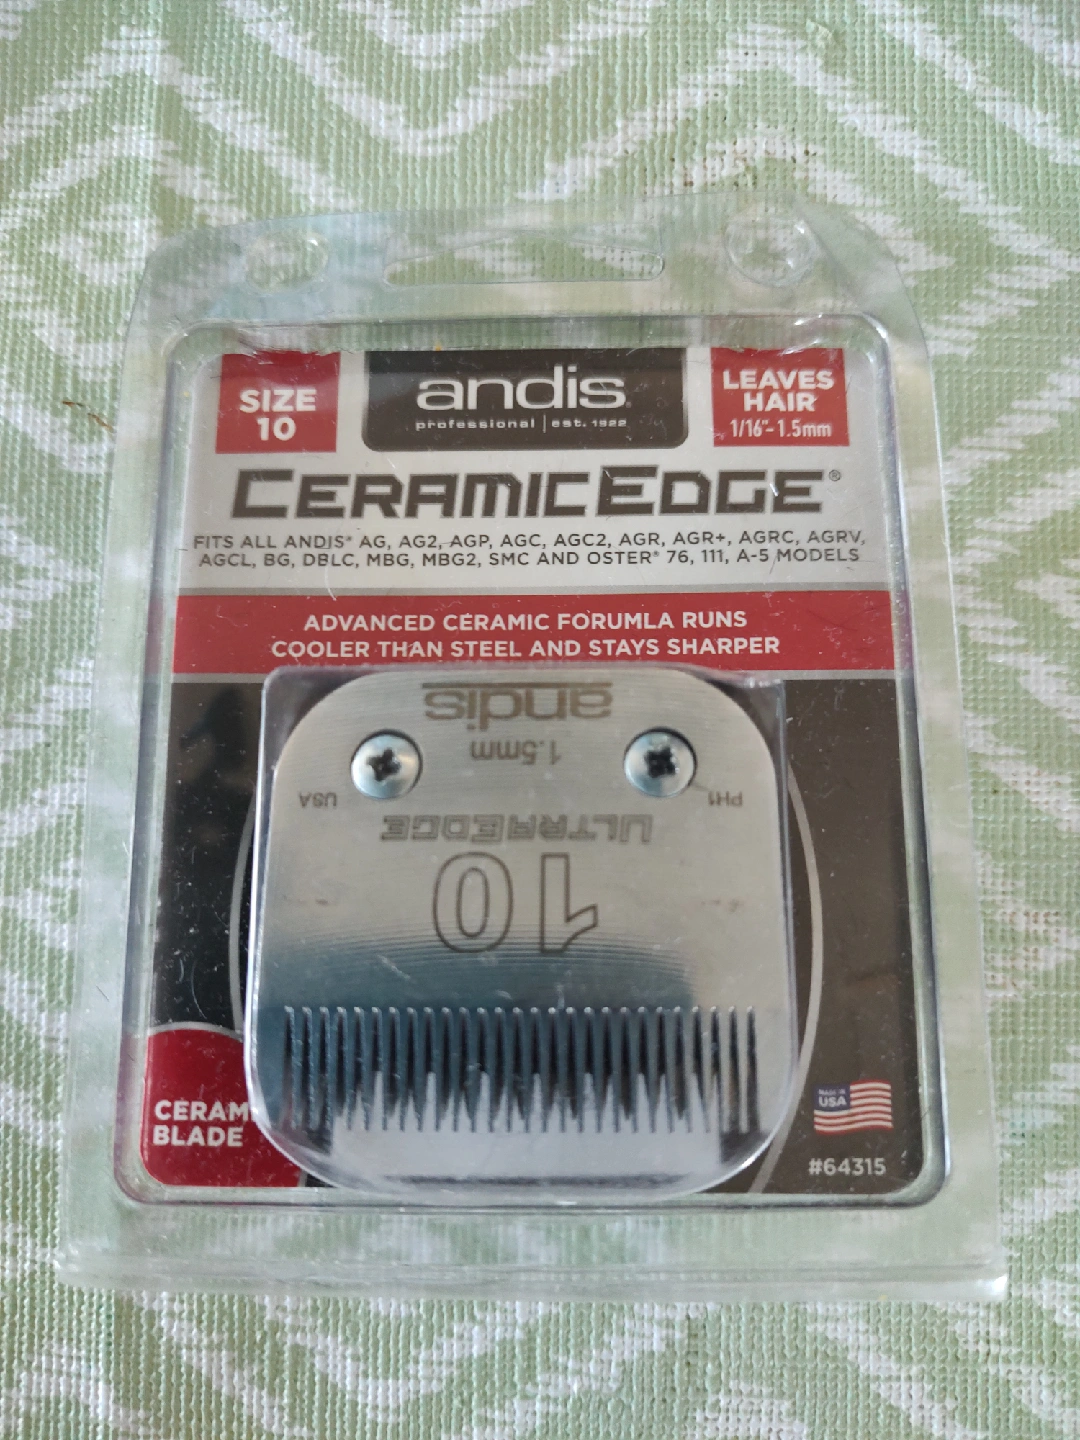 SIZE
10
andis
professional | est. 1922
LEAVES
HAIR
1/16"- 1.5mm
CERAMICEDGE®
FITS ALL ANDIS® AG, AG2, AGP, AGC, AGC2, AGR, AGR+, AGRC, AGRV,
AGCL, BG, DBLC, MBG, MBG2, SMC AND OSTER® 76, 111, A-5 MODELS
ADVANCED CERAMIC FORUMLA RUNS
COOLER THAN STEEL AND STAYS SHARPER
andis
1.5mm
USA
PH1
ULTRAEDGE
10
CERAM
BLADE
MADE IN
USA
#64315